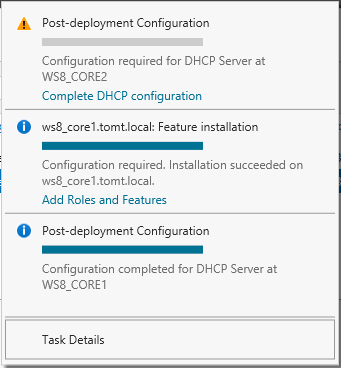 Post-deployment Configuration
Configuration required for DHCP Server at
WS8_CORE2
Complete DHCP configuration
ws8_core1.tomt.local: Feature installation
Configuration required. Installation succeeded on
ws8_core1.tomt.local.
Add Roles and Features
Post-deployment Configuration
Configuration completed for DHCP Server at
WS8_CORE1
Task Details